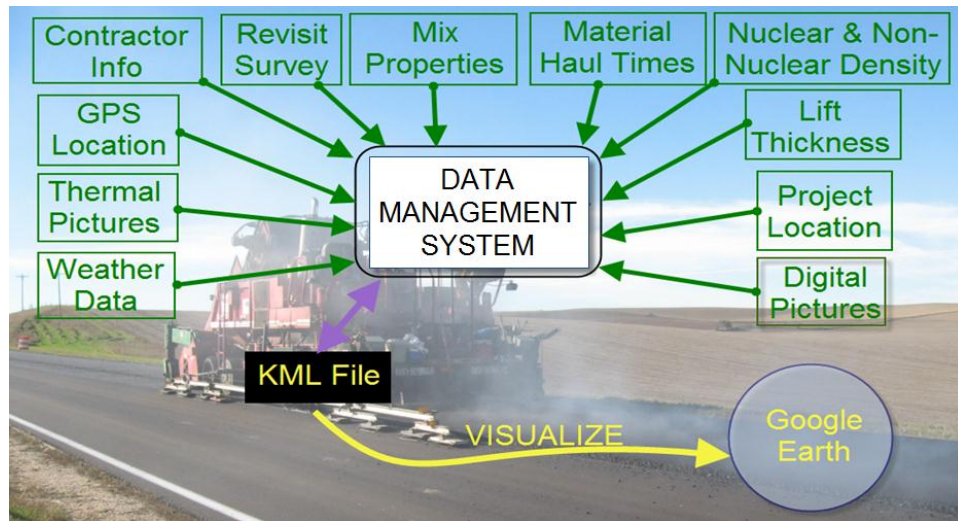 Contractor
Info
Revisit
Survey
Mix
Properties
Material
Haul Times
Nuclear & Non-
Nuclear Density
GPS
Location
Lift
Thickness
DATA
MANAGEMENT
SYSTEM
Thermal
Pictures
Project
Location
Weather
Data
Digital
Pictures
KML File
VISUALIZE
Google
Earth